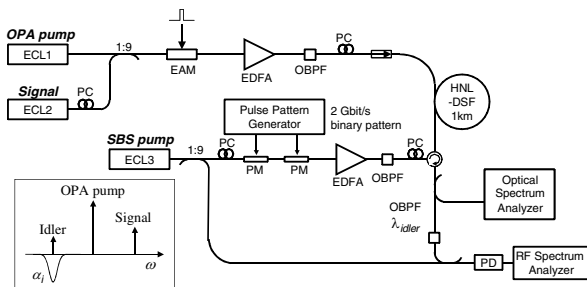 OPA pump
ECL1
1:9
EAM
EDFA
OBPF
PC
Signal
ECL2
PC
HNL
-DSF
1km
Pulse Pattern
Generator
2 Gbit/s
binary pattern
SBS pump
ECL3
1:9
PC
PM
PM
EDFA
OBPF
PC
Optical
Spectrum
Analyzer
OBPF
λidler
PD
RF Spectrum
Analyzer
OPA pump
Idler
Signal
αi
ω